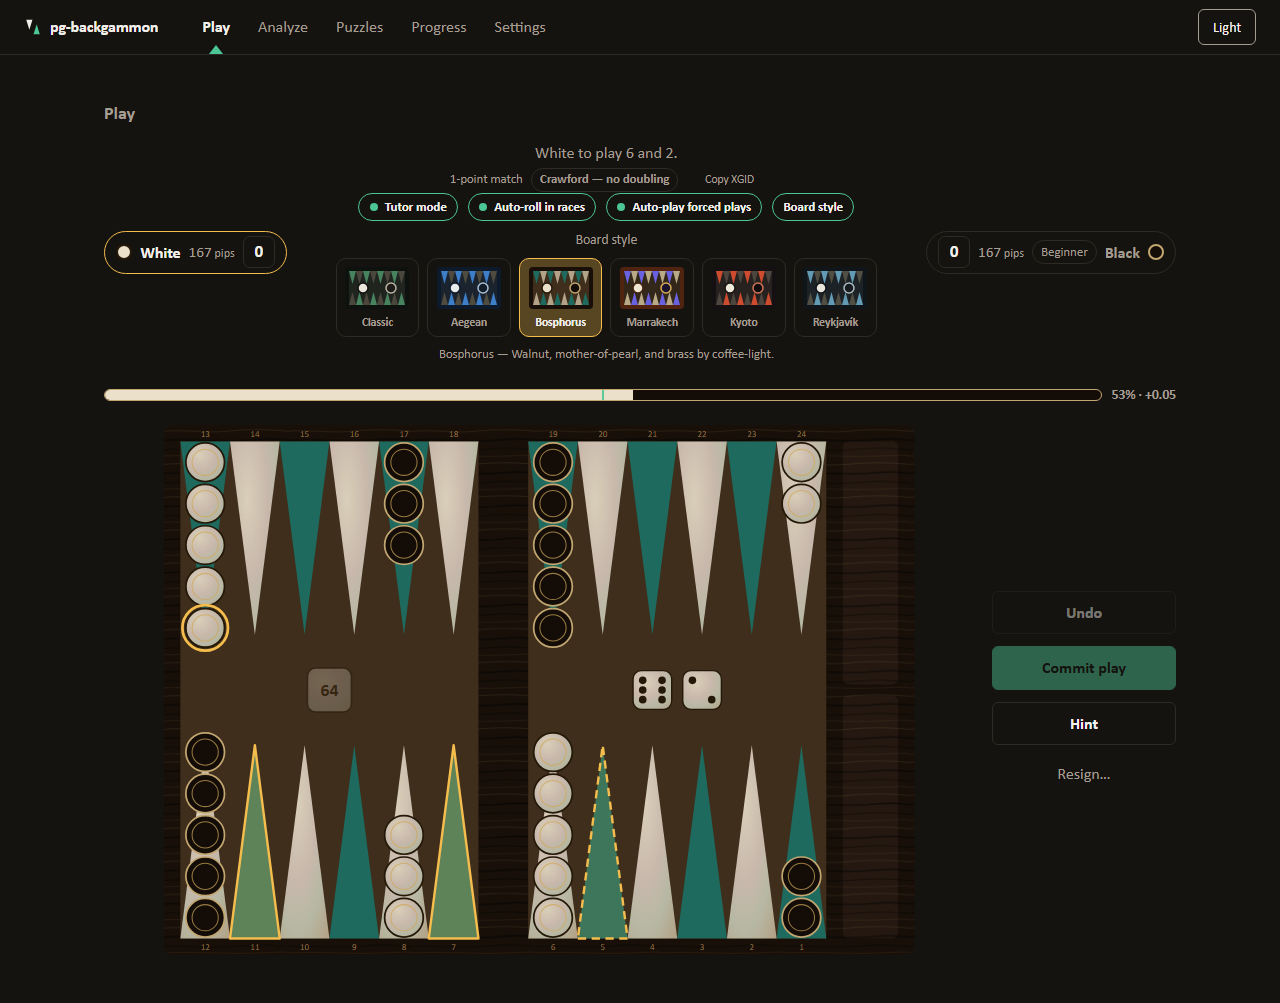 pg-backgammon Play Analyze Puzzles Progress Settings Light
Play
White to play 6 and 2.
1-point match Crawford — no doubling Copy XGID
Tutor mode Auto-roll in races Auto-play forced plays Board style
White 167 pips 0
Board style
0 167 pips Beginner Black
Classic Aegean Bosphorus Marrakech Kyoto Reykjavik
Bosphorus — Walnut, mother-of-pearl, and brass by coffee-light.
53% · +0.05
13 14 15 16 17 18 19 20 21 22 23 24
64
Undo
Commit play
Hint
Resign...
12 11 10 9 8 7 6 5 4 3 2 1